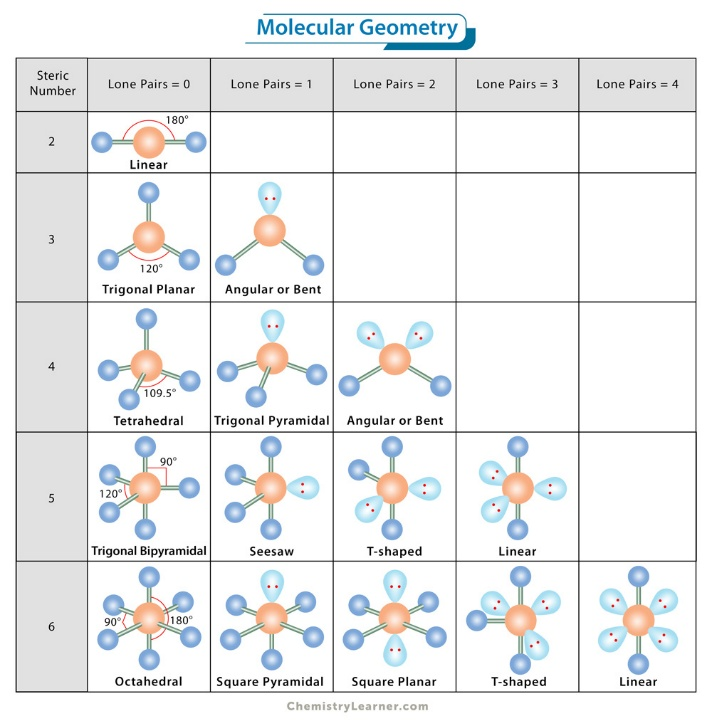 Molecular Geometry
Steric
Number
Lone Pairs = 0
Lone Pairs = 1
Lone Pairs = 2
Lone Pairs = 3
Lone Pairs = 4
2
180°
Linear
3
120°
Trigonal Planar
Angular or Bent
4
109.5°
Tetrahedral
Trigonal Pyramidal
Angular or Bent
5
90°
120°
Trigonal Bipyramidal
Seesaw
T-shaped
Linear
6
90°
180°
Octahedral
Square Pyramidal
Square Planar
T-shaped
Linear
ChemistryLearner.com